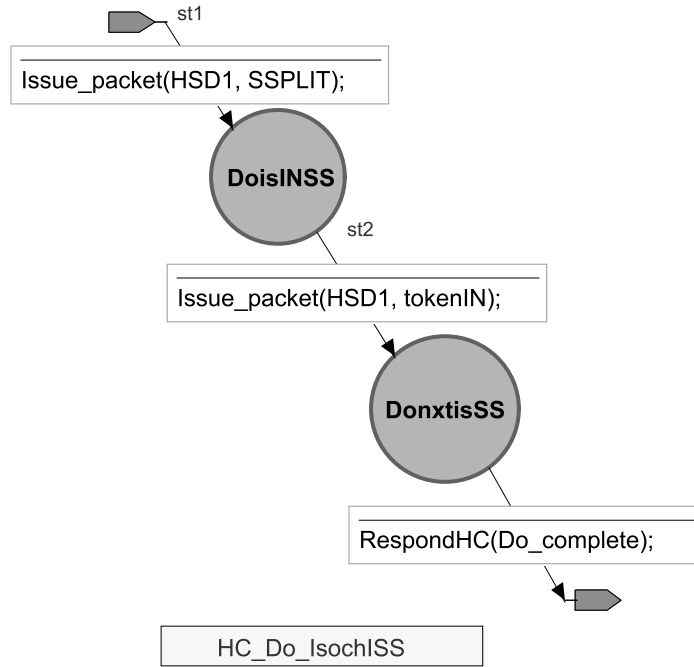 st1
Issue_packet(HSD1, SSPLIT);
DoisINSS
st2
Issue_packet(HSD1, tokenIN);
DonxtisSS
RespondHC(Do_complete);
HC_Do_IsochISS